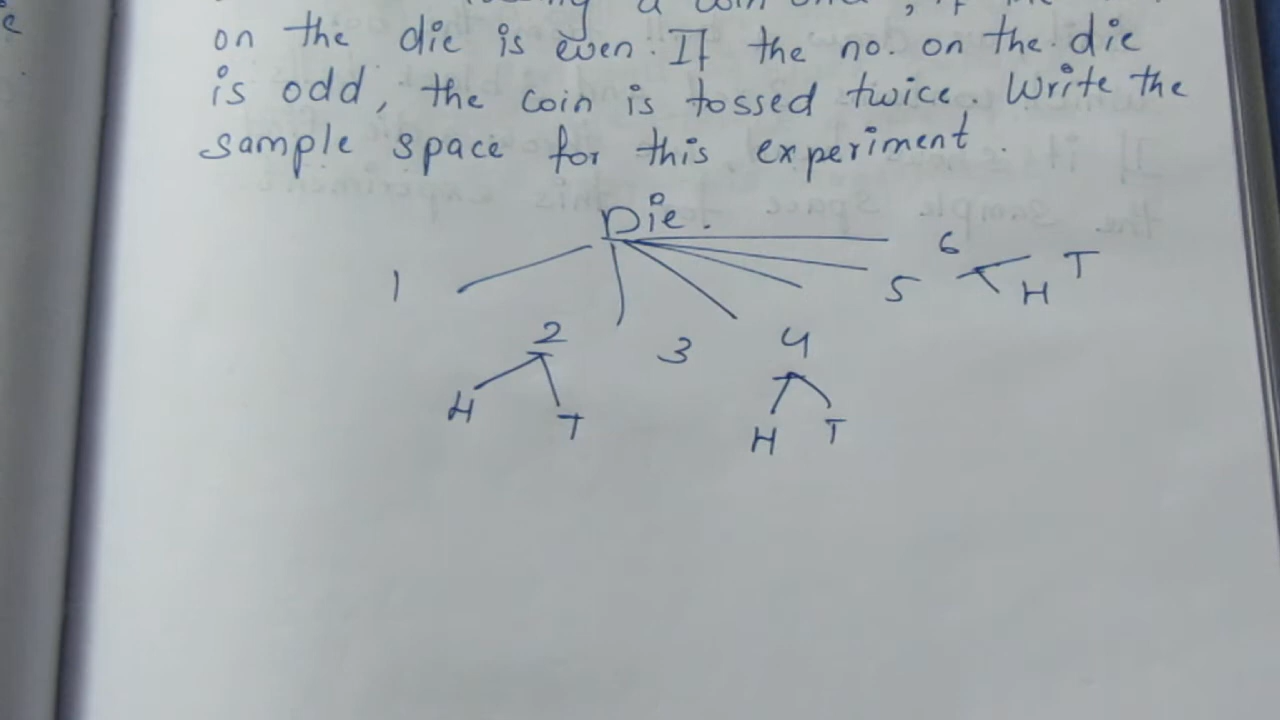 a coin
on the die is even. If the no. on the die
is odd, the coin is tossed twice. Write the
sample space for this experiment.
Die.
1 2 3 4 5 6
H T H T H T